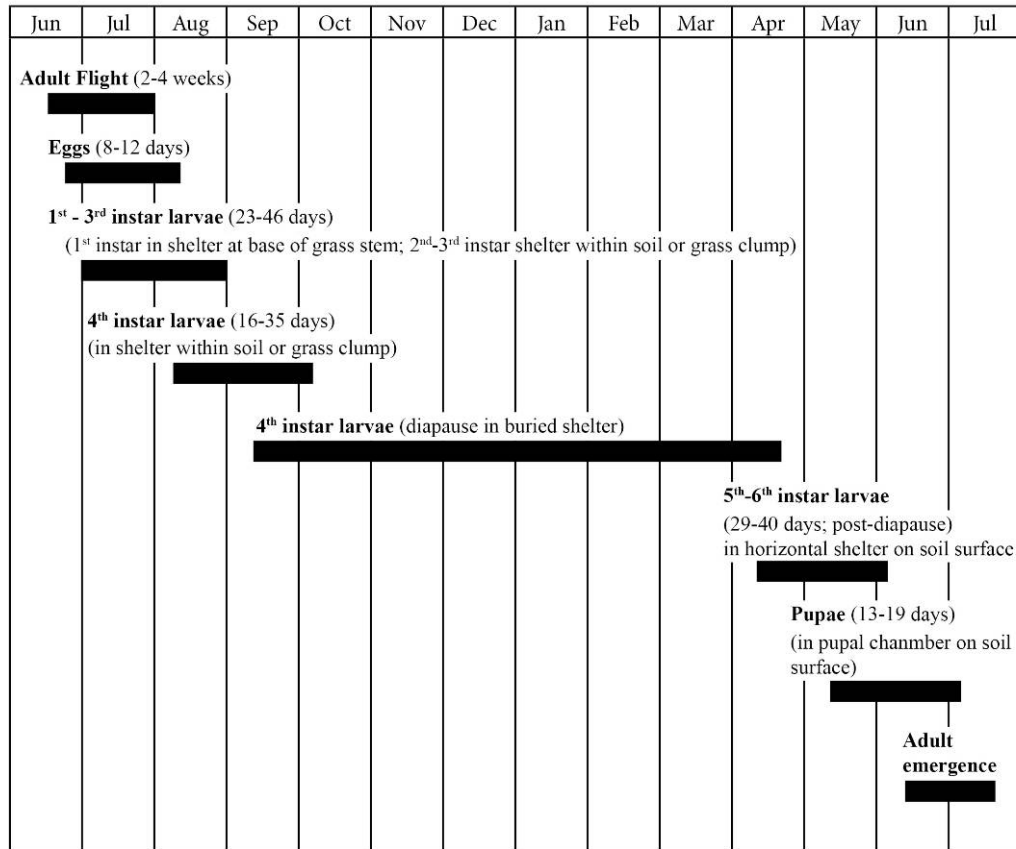 Jun Jul Aug Sep Oct Nov Dec Jan Feb Mar Apr May Jun Jul
Adult Flight (2-4 weeks)
Eggs (8-12 days)
1st - 3rd instar larvae (23-46 days)
(1st instar in shelter at base of grass stem; 2nd-3rd instar shelter within soil or grass clump)
4th instar larvae (16-35 days)
(in shelter within soil or grass clump)
4th instar larvae (diapause in buried shelter)
5th-6th instar larvae
(29-40 days; post-diapause)
in horizontal shelter on soil surface
Pupae (13-19 days)
(in pupal chanmber on soil
surface)
Adult
emergence